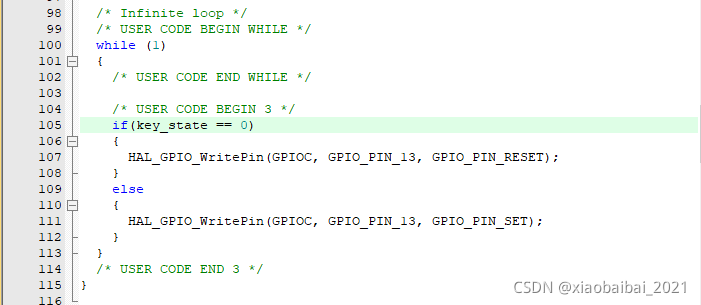 98 /* Infinite loop */
99 /* USER CODE BEGIN WHILE */
100 while (1)
101 {
102 /* USER CODE END WHILE */
103
104 /* USER CODE BEGIN 3 */
105 if(key_state == 0)
106 {
107 HAL_GPIO_WritePin(GPIOC, GPIO_PIN_13, GPIO_PIN_RESET);
108 }
109 else
110 {
111 HAL_GPIO_WritePin(GPIOC, GPIO_PIN_13, GPIO_PIN_SET);
112 }
113 }
114 /* USER CODE END 3 */
115 }
116
CSDN @xiaobaibai_2021